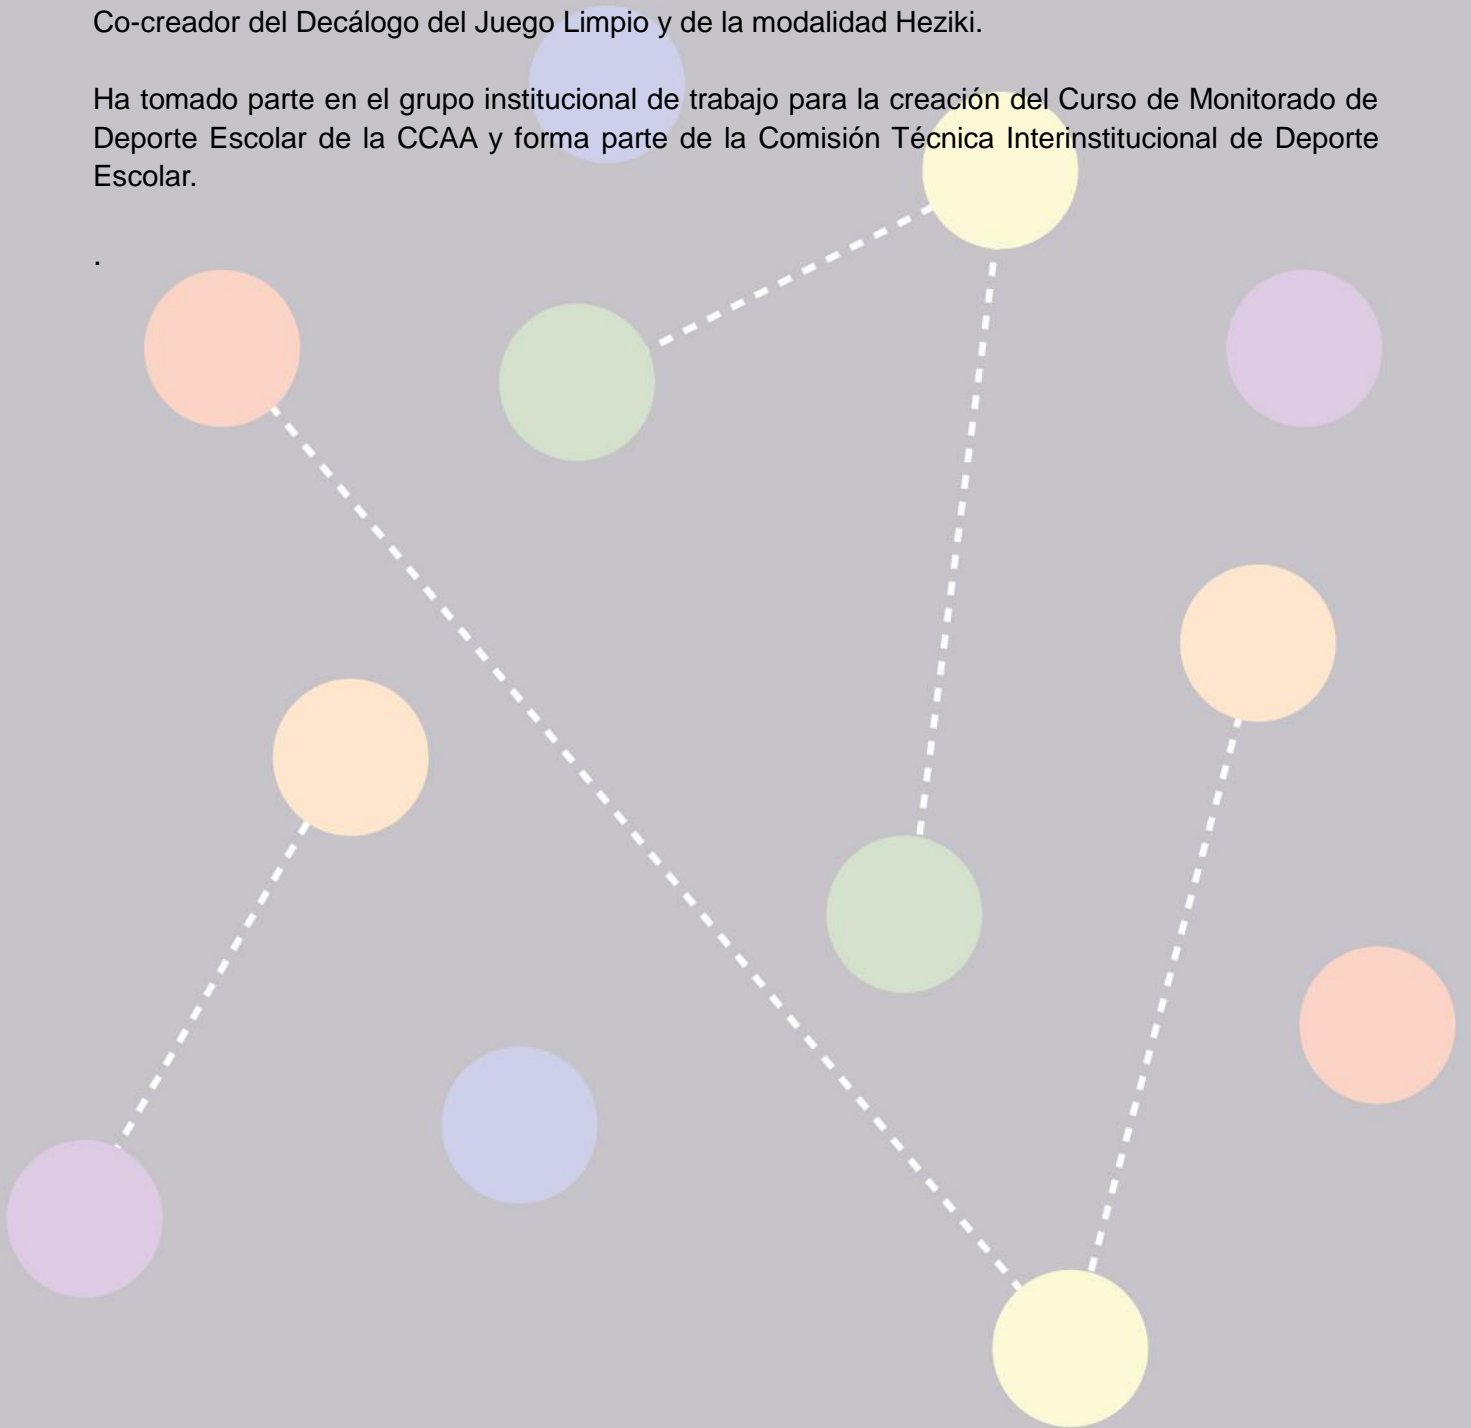 Co-creador del Decálogo del Juego Limpio y de la modalidad Heziki.
Ha tomado parte en el grupo institucional de trabajo para la creación del Curso de Monitorado de
Deporte Escolar de la CCAA y forma parte de la Comisión Técnica Interinstitucional de Deporte
Escolar.
.